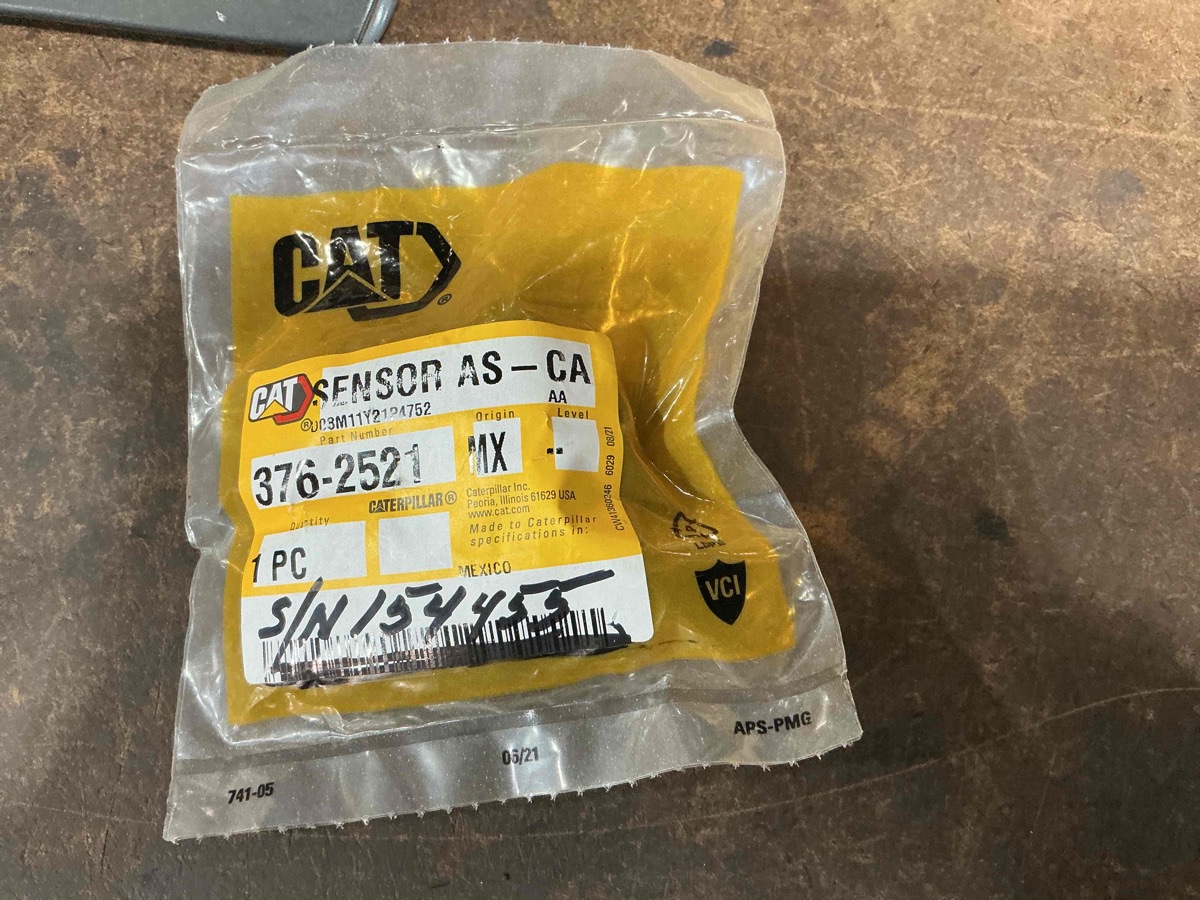 CAT®
CAT® SENSOR AS-CA
AA
Part Number
Origin
Level
376-2521
MX
-
CATERPILLAR®
Caterpillar Inc.
Peoria, Illinois 61629 USA
www.cat.com
Made to Caterpillar
specifications in:
Quantity
1 PC
MEXICO
6029 08/21
S/N 154455
VCI
APS-PMG
06/21
741-05